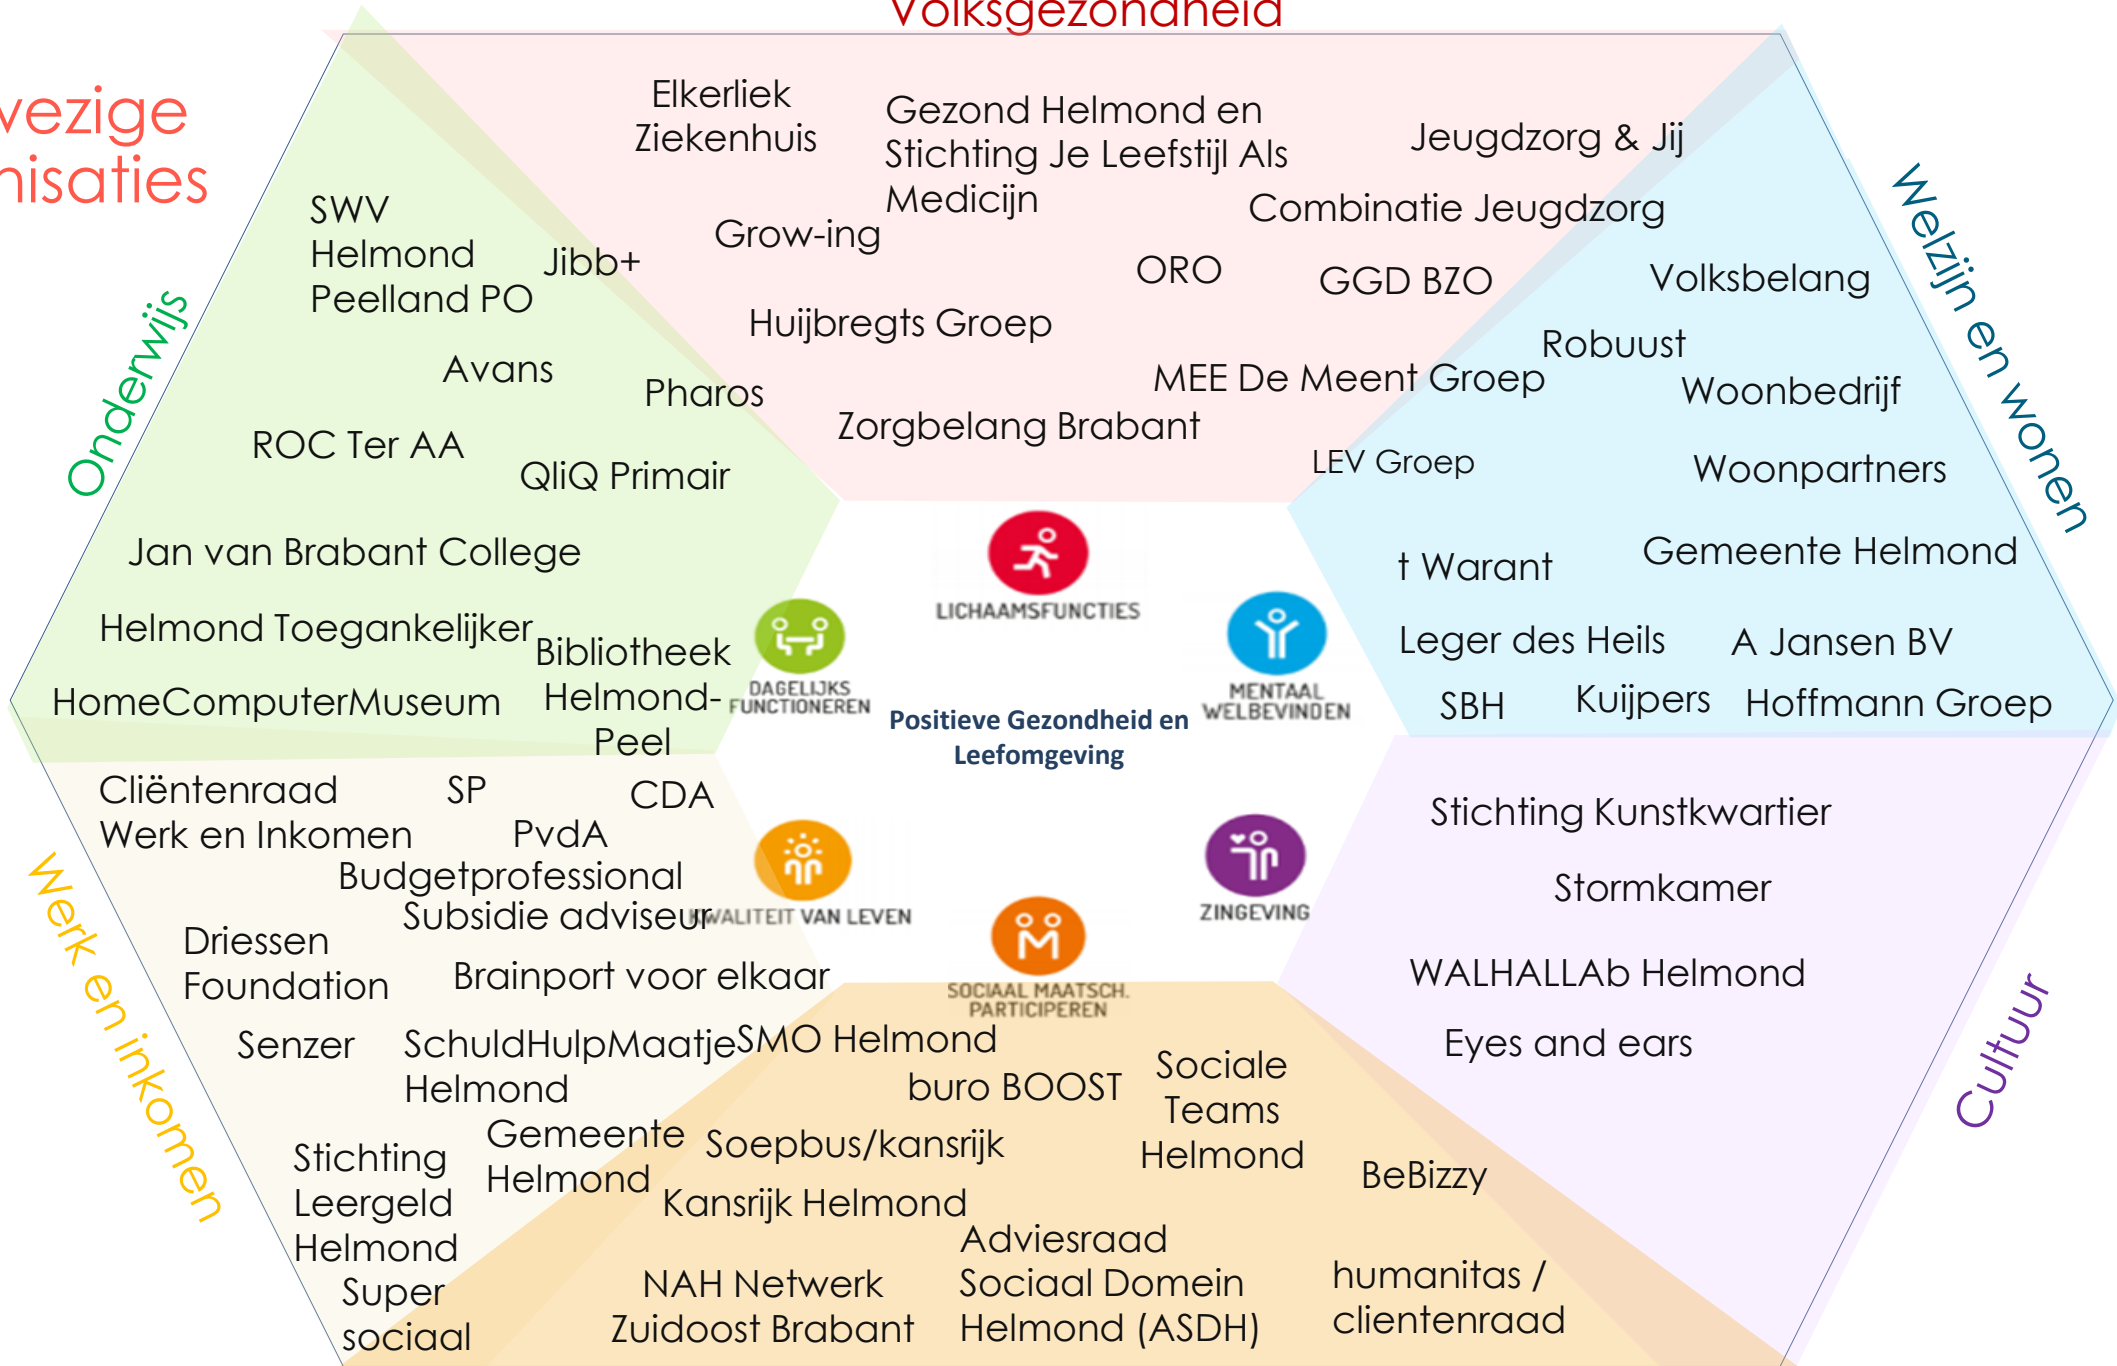 Volksgezondheid
vezige
nisaties
Elkerliek
Ziekenhuis
Gezond Helmond en
Stichting Je Leefstijl Als
Medicijn
Jeugdzorg & Jij
Combinatie Jeugdzorg
Grow-ing
ORO
GGD BZO
Huijbregts Groep
MEE De Meent Groep
Zorgbelang Brabant
Onderwijs
SWV
Helmond
Peelland PO
Jibb+
Avans
Pharos
ROC Ter AA
QliQ Primair
Jan van Brabant College
Helmond Toegankelijker
Bibliotheek
Helmond-
Peel
HomeComputerMuseum
Welzijn en wonen
Volksbelang
Robuust
Woonbedrijf
LEV Groep
Woonpartners
t Warant
Gemeente Helmond
Leger des Heils
A Jansen BV
SBH
Kuijpers
Hoffmann Groep
LICHAAMSFUNCTIES
DAGELIJKS
FUNCTIONEREN
MENTAAL
WELBEVINDEN
Positieve Gezondheid en
Leefomgeving
KWALITEIT VAN LEVEN
ZINGEVING
SOCIAAL MAATSCH.
PARTICIPEREN
Werk en inkomen
Cliëntenraad
Werk en Inkomen
SP
CDA
PvdA
Budgetprofessional
Subsidie adviseur
Driessen
Foundation
Brainport voor elkaar
Senzer
SchuldHulpMaatje
Helmond
Gemeente
Helmond
Stichting
Leergeld
Helmond
Super
sociaal
SMO Helmond
buro BOOST
Sociale
Teams
Helmond
Soepbus/kansrijk
Kansrijk Helmond
BeBizzy
NAH Netwerk
Zuidoost Brabant
Adviesraad
Sociaal Domein
Helmond (ASDH)
humanitas /
clientenraad
Cultuur
Stichting Kunstkwartier
Stormkamer
WALHALLAb Helmond
Eyes and ears